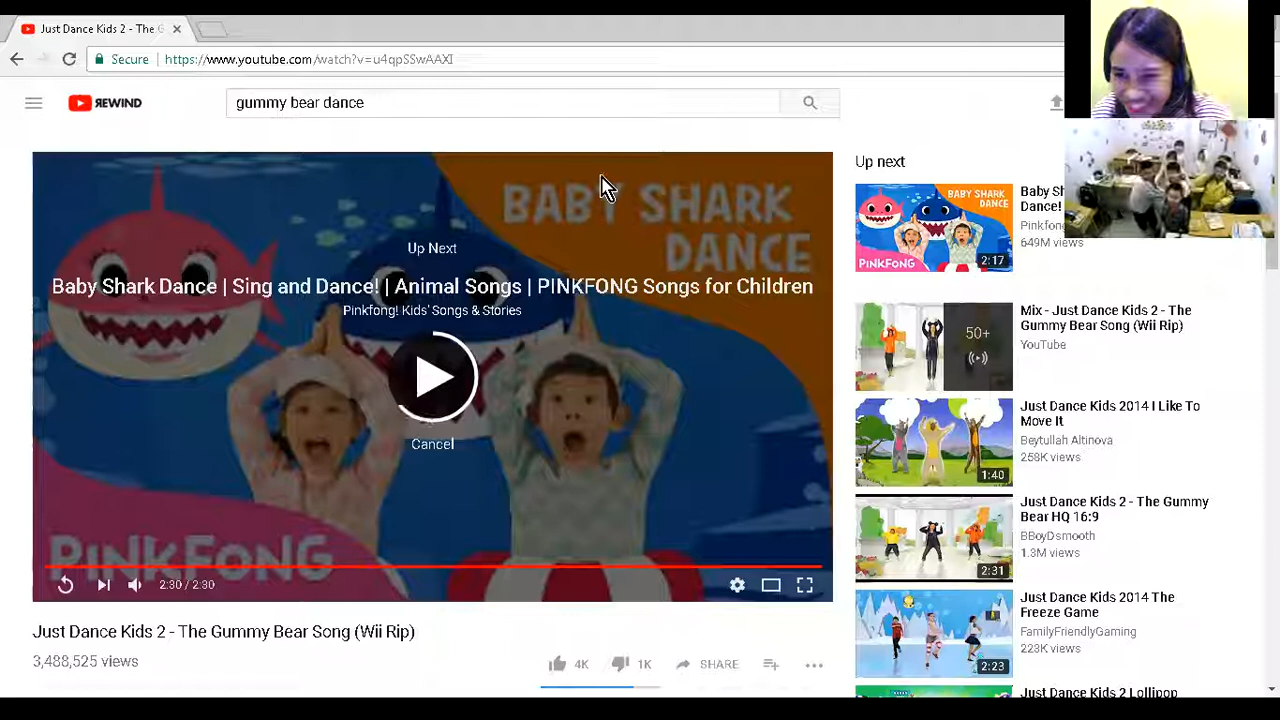 Just Dance Kids 2 - The G
Secure
https://www.youtube.com/watch?v=u4qpSSwAAXI
REWIND
gummy bear dance
BABY SHARK
DANCE
Up Next
Baby Shark Dance | Sing and Dance! | Animal Songs | PINKFONG Songs for Children
Pinkfong! Kids' Songs & Stories
Cancel
PINKFONG
2:30 / 2:30
Just Dance Kids 2 - The Gummy Bear Song (Wii Rip)
3,488,525 views
4K
1K
SHARE
Up next
BABY SHARK
DANCE
PINKFONG
2:17
Baby Sh
Dance!
Pinkfong
649M views
50+
Mix - Just Dance Kids 2 - The
Gummy Bear Song (Wii Rip)
YouTube
1:40
Just Dance Kids 2014 I Like To
Move It
Beytullah Altinova
258K views
2:31
Just Dance Kids 2 - The Gummy
Bear HQ 16:9
BBoyDsmooth
1.3M views
2:23
Just Dance Kids 2014 The
Freeze Game
FamilyFriendlyGaming
223K views
Just Dance Kids 2 Lollipop